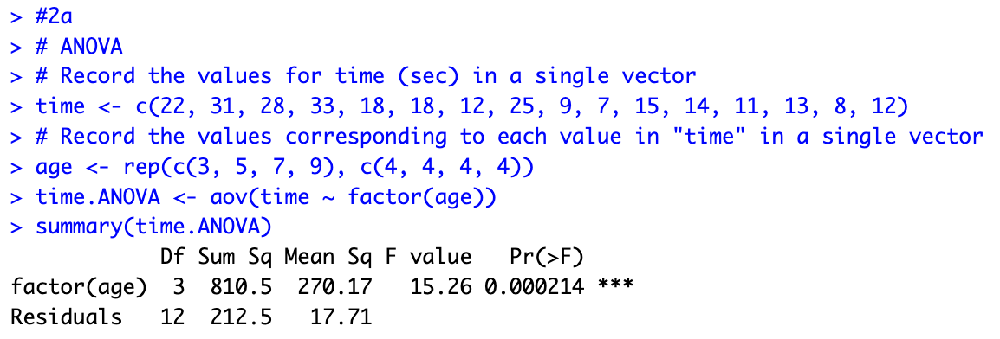 > #2a
> # ANOVA
> # Record the values for time (sec) in a single vector
> time <- c(22, 31, 28, 33, 18, 18, 12, 25, 9, 7, 15, 14, 11, 13, 8, 12)
> # Record the values corresponding to each value in "time" in a single vector
> age <- rep(c(3, 5, 7, 9), c(4, 4, 4, 4))
> time.ANOVA <- aov(time ~ factor(age))
> summary(time.ANOVA)
            Df Sum Sq Mean Sq F value   Pr(>F)
factor(age)  3  810.5  270.17   15.26 0.000214 ***
Residuals   12  212.5   17.71